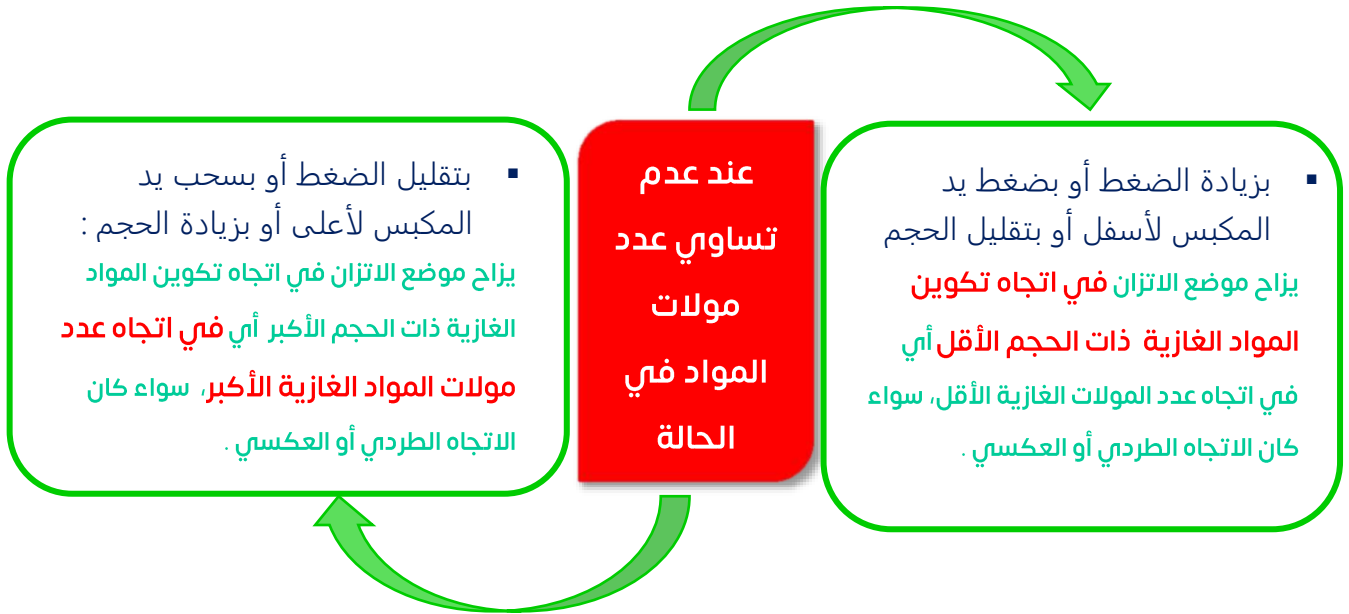 عند عدم
تساوي عدد
مولات
المواد في
الحالة
▪ بزيادة الضغط أو بضغط يد
المكبس لأسفل أو بتقليل الحجم
يزاح موضع الاتزان في اتجاه تكوين
المواد الغازية ذات الحجم الأقل أي
في اتجاه عدد المولات الغازية الأقل، سواء
كان الاتجاه الطردي أو العكسي .
▪ بتقليل الضغط أو بسحب يد
المكبس لأعلى أو بزيادة الحجم :
يزاح موضع الاتزان في اتجاه تكوين المواد
الغازية ذات الحجم الأكبر أي في اتجاه عدد
مولات المواد الغازية الأكبر، سواء كان
الاتجاه الطردي أو العكسي .